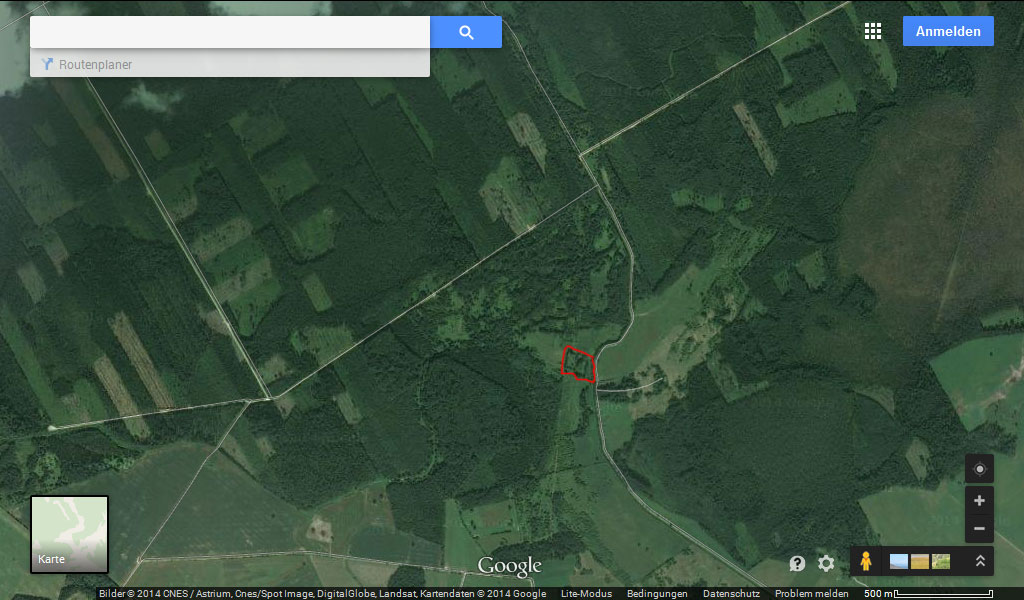 Anmelden
Routenplaner
Karte
Google
Bilder © 2014 CNES / Astrium, Cnes/Spot Image, DigitalGlobe, Landsat, Kartendaten © 2014 Google Lite-Modus Bedingungen Datenschutz Problem melden 500 m